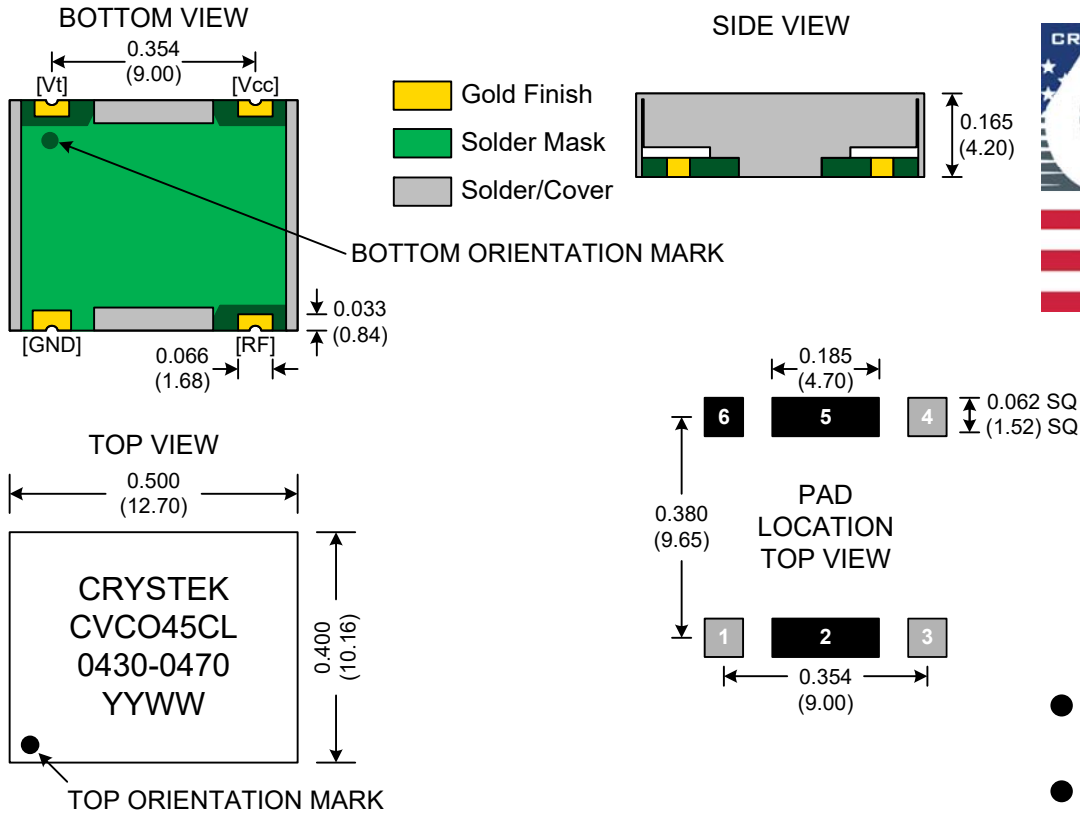 BOTTOM VIEW
0.354
(9.00)
[Vt]
[Vcc]
[GND]
[RF]
0.033
(0.84)
0.066
(1.68)
BOTTOM ORIENTATION MARK
Gold Finish
Solder Mask
Solder/Cover
SIDE VIEW
0.165
(4.20)
CR
TOP VIEW
0.500
(12.70)
CRYSTEK
CVCO45CL
0430-0470
YYWW
0.400
(10.16)
TOP ORIENTATION MARK
0.185
(4.70)
6
5
4
0.062 SQ
(1.52) SQ
0.380
(9.65)
PAD
LOCATION
TOP VIEW
1
2
3
0.354
(9.00)